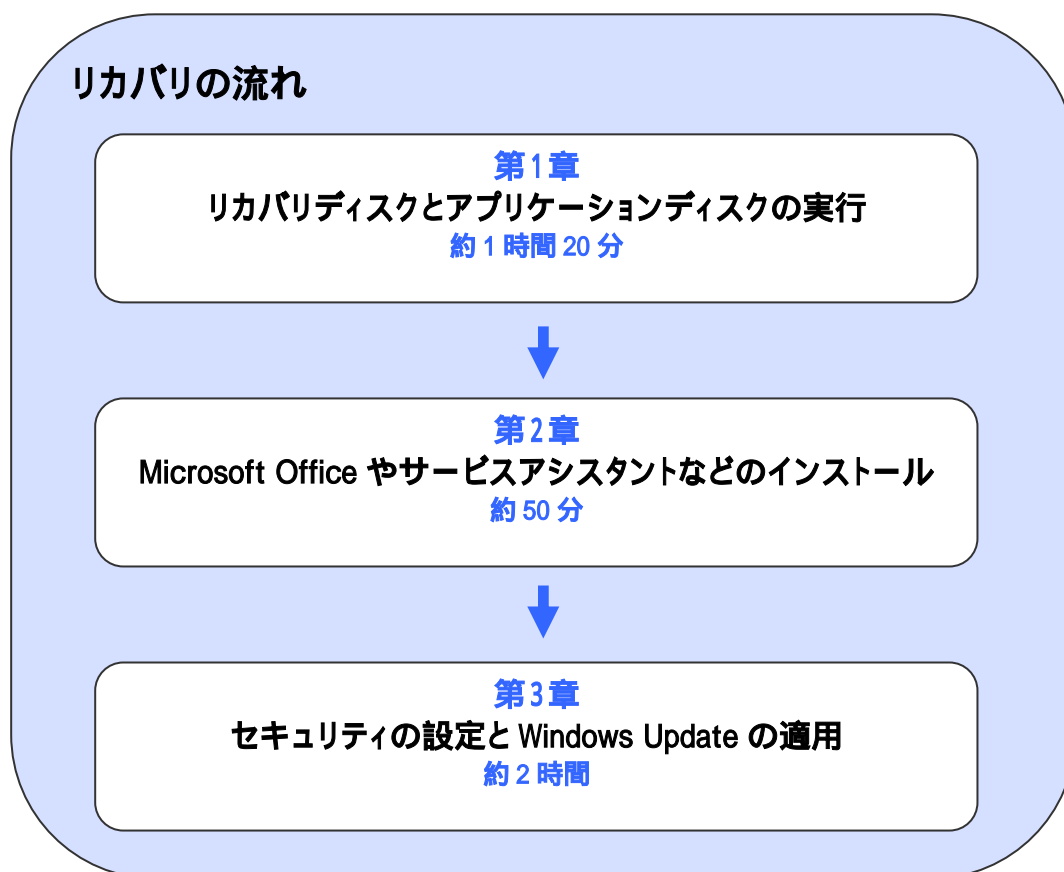 リカバリの流れ
第1章
リカバリディスクとアプリケーションディスクの実行
約 1 時間 20 分
第2章
Microsoft Office やサービスアシスタントなどのインストール
約 50 分
第3章
セキュリティの設定と Windows Update の適用
約 2 時間